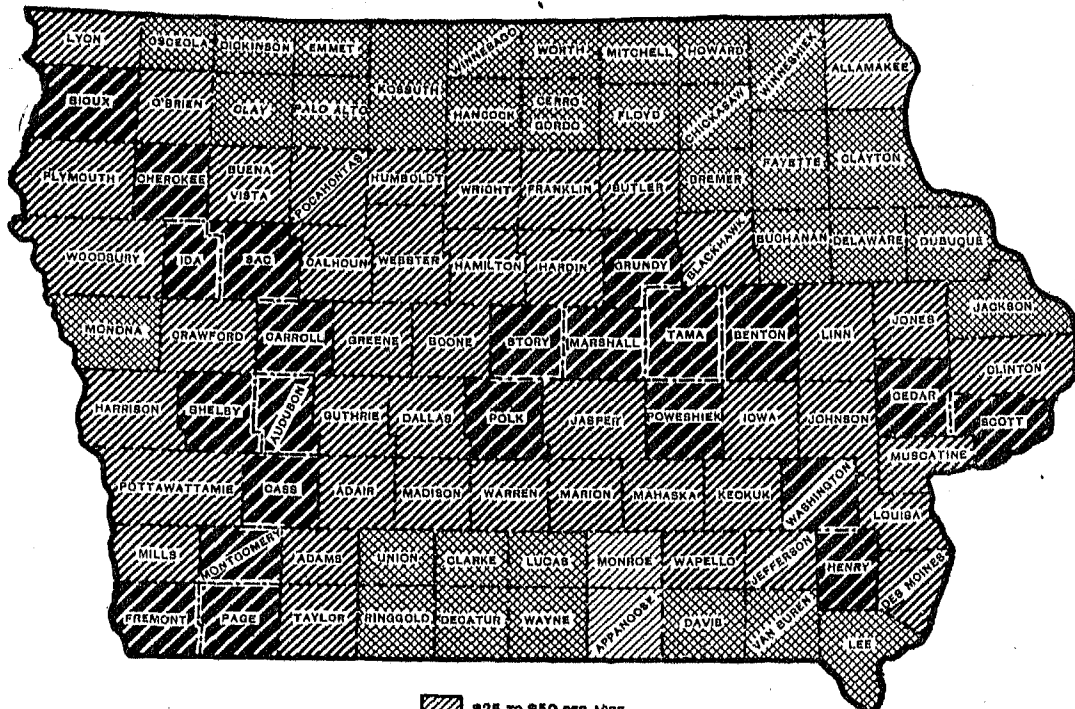 LYON OSCEOLA DICKINSON EMMET WINNEBAGO WORTH MITCHELL HOWARD WINNESHIEK ALLAMAKEE
SIOUX O'BRIEN CLAY PALO ALTO KOSSUTH HANCOCK CERRO GORDO FLOYD CHICKASAW
PLYMOUTH CHEROKEE BUENA VISTA POCAHONTAS HUMBOLDT WRIGHT FRANKLIN BUTLER BREMER FAYETTE CLAYTON
WOODBURY IDA SAC CALHOUN WEBSTER HAMILTON HARDIN GRUNDY BLACKHAWK BUCHANAN DELAWARE DUBUQUE
MONONA CRAWFORD CARROLL GREENE BOONE STORY MARSHALL TAMA BENTON LINN JONES JACKSON
HARRISON SHELBY AUDUBON GUTHRIE DALLAS POLK JASPER POWESHIEK IOWA JOHNSON CEDAR CLINTON
SCOTT
MUSCATINE
POTTAWATTAMIE CASS ADAIR MADISON WARREN MARION MAHASKA KEOKUK WASHINGTON LOUISA
MILLS MONTGOMERY ADAMS UNION CLARKE LUCAS MONROE WAPELLO JEFFERSON HENRY DES MOINES
FREMONT PAGE TAYLOR RINGGOLD DECATUR WAYNE APPANOOSE DAVIS VAN BUREN LEE
$25 TO $50 PER ACRE